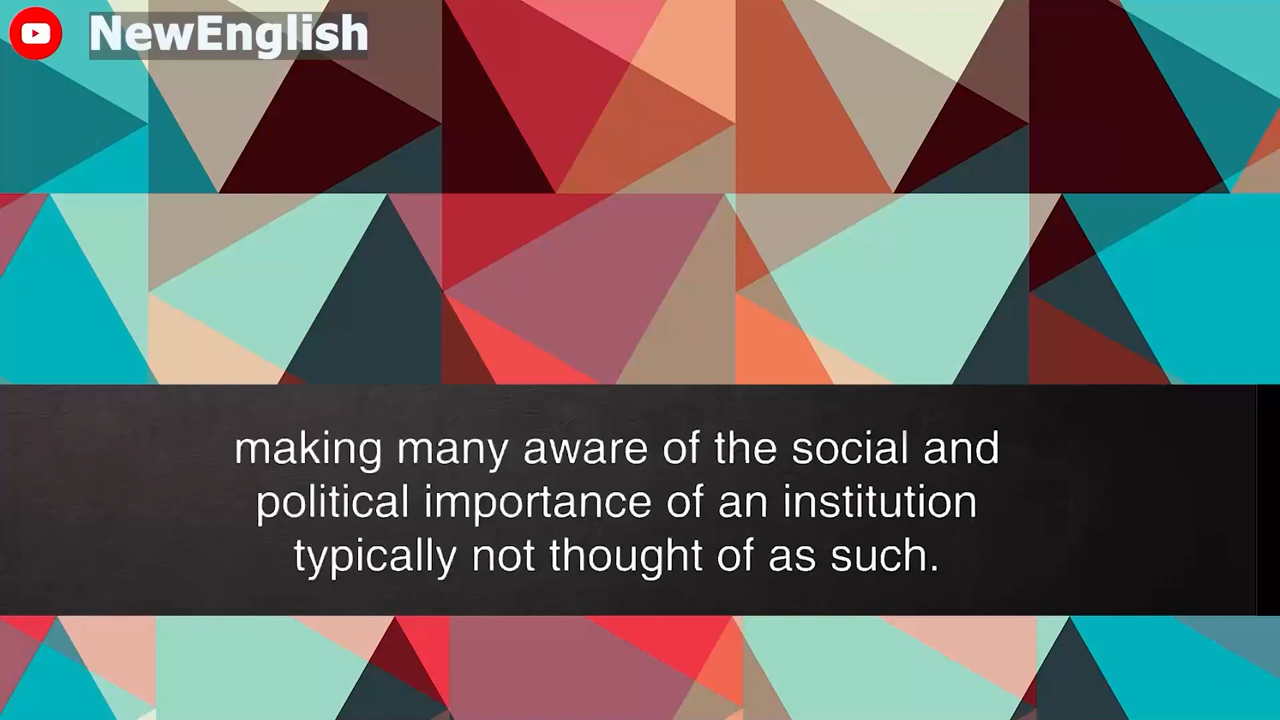 NewEnglish
making many aware of the social and
political importance of an institution
typically not thought of as such.